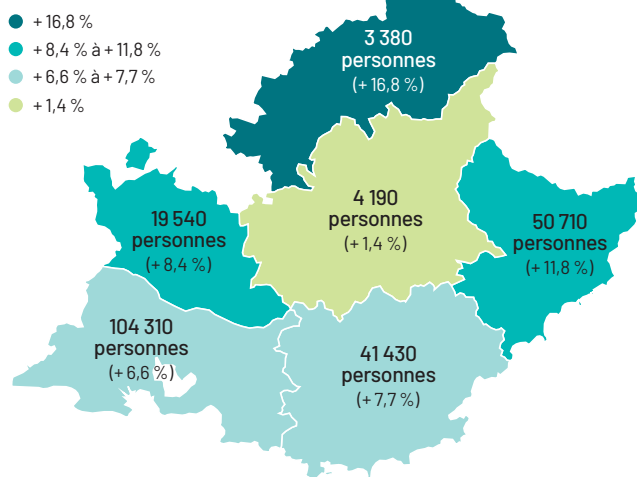 + 16,8 %
+ 8,4 % à + 11,8 %
+ 6,6 % à + 7,7 %
+ 1,4 %
3 380
personnes
(+ 16,8 %)
4 190
personnes
(+ 1,4 %)
19 540
personnes
(+ 8,4 %)
50 710
personnes
(+ 11,8 %)
104 310
personnes
(+ 6,6 %)
41 430
personnes
(+ 7,7 %)